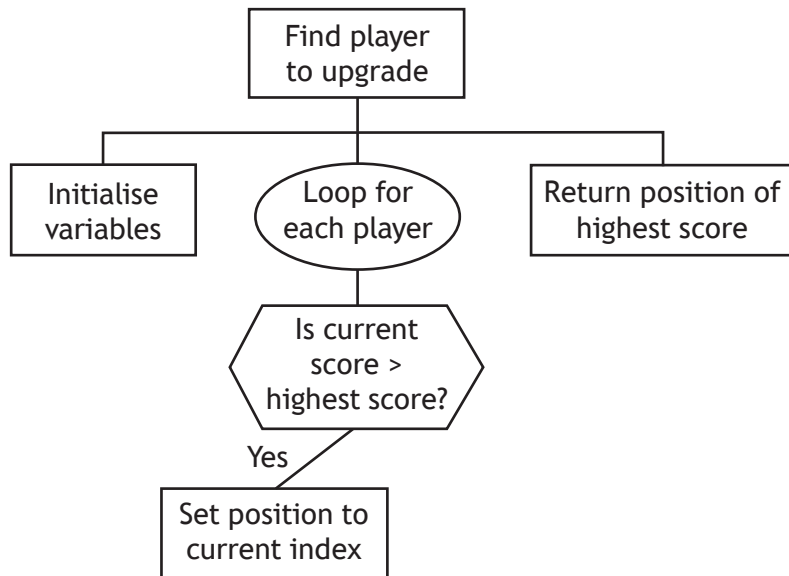 Find player
to upgrade
Initialise
variables
Loop for
each player
Return position of
highest score
Is current
score >
highest score?
Yes
Set position to
current index